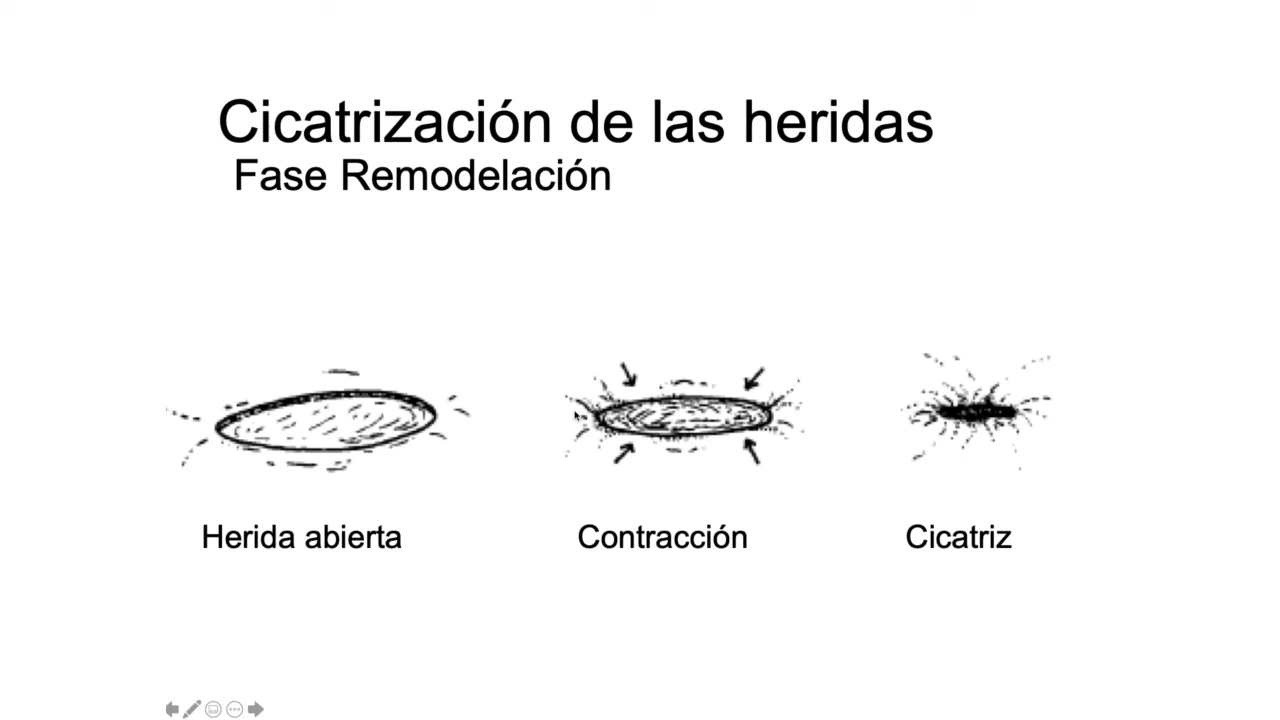 Cicatrización de las heridas
Fase Remodelación
Herida abierta
Contracción
Cicatriz